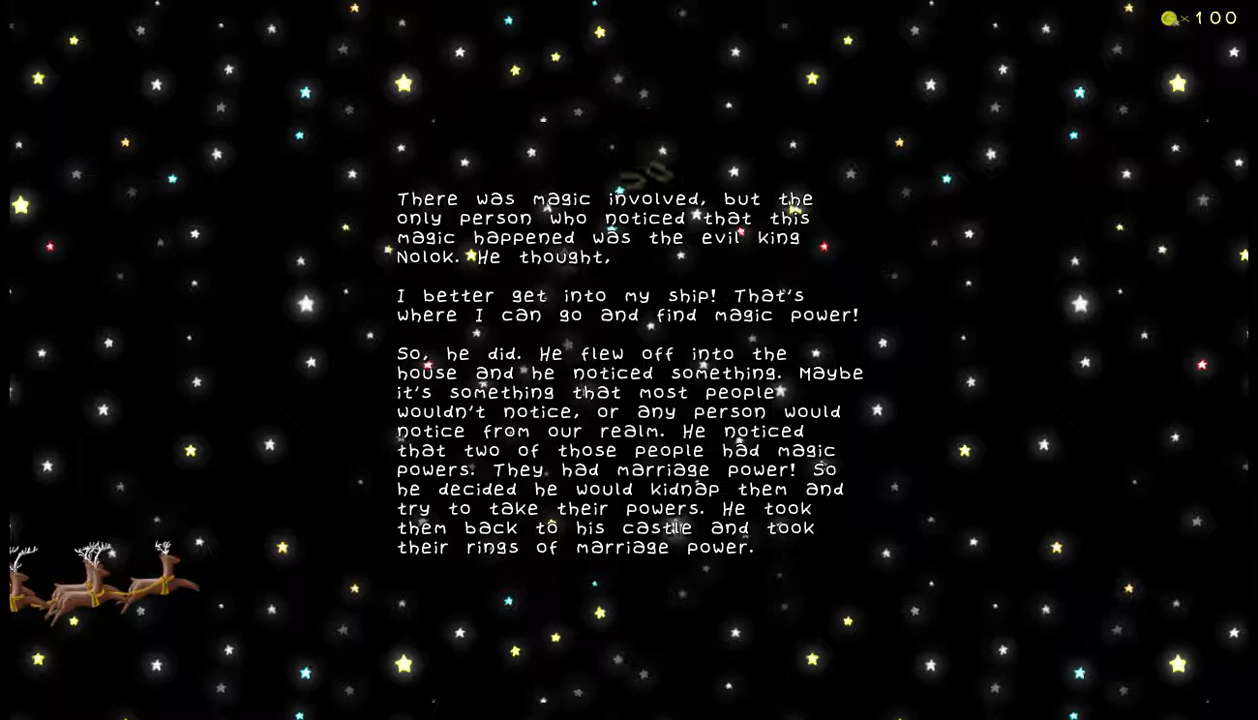 ×100
There was magic involved, but the
only person who noticed that this
magic happened was the evil king
Nolok. He thought,
I better get into my ship! That's
where I can go and find magic power!
So, he did. He flew off into the
house and he noticed something. Maybe
it's something that most people
wouldn't notice, or any person would
notice from our realm. He noticed
that two of those people had magic
powers. They had marriage power! So
he decided he would kidnap them and
try to take their powers. He took
them back to his castle and took
their rings of marriage power.